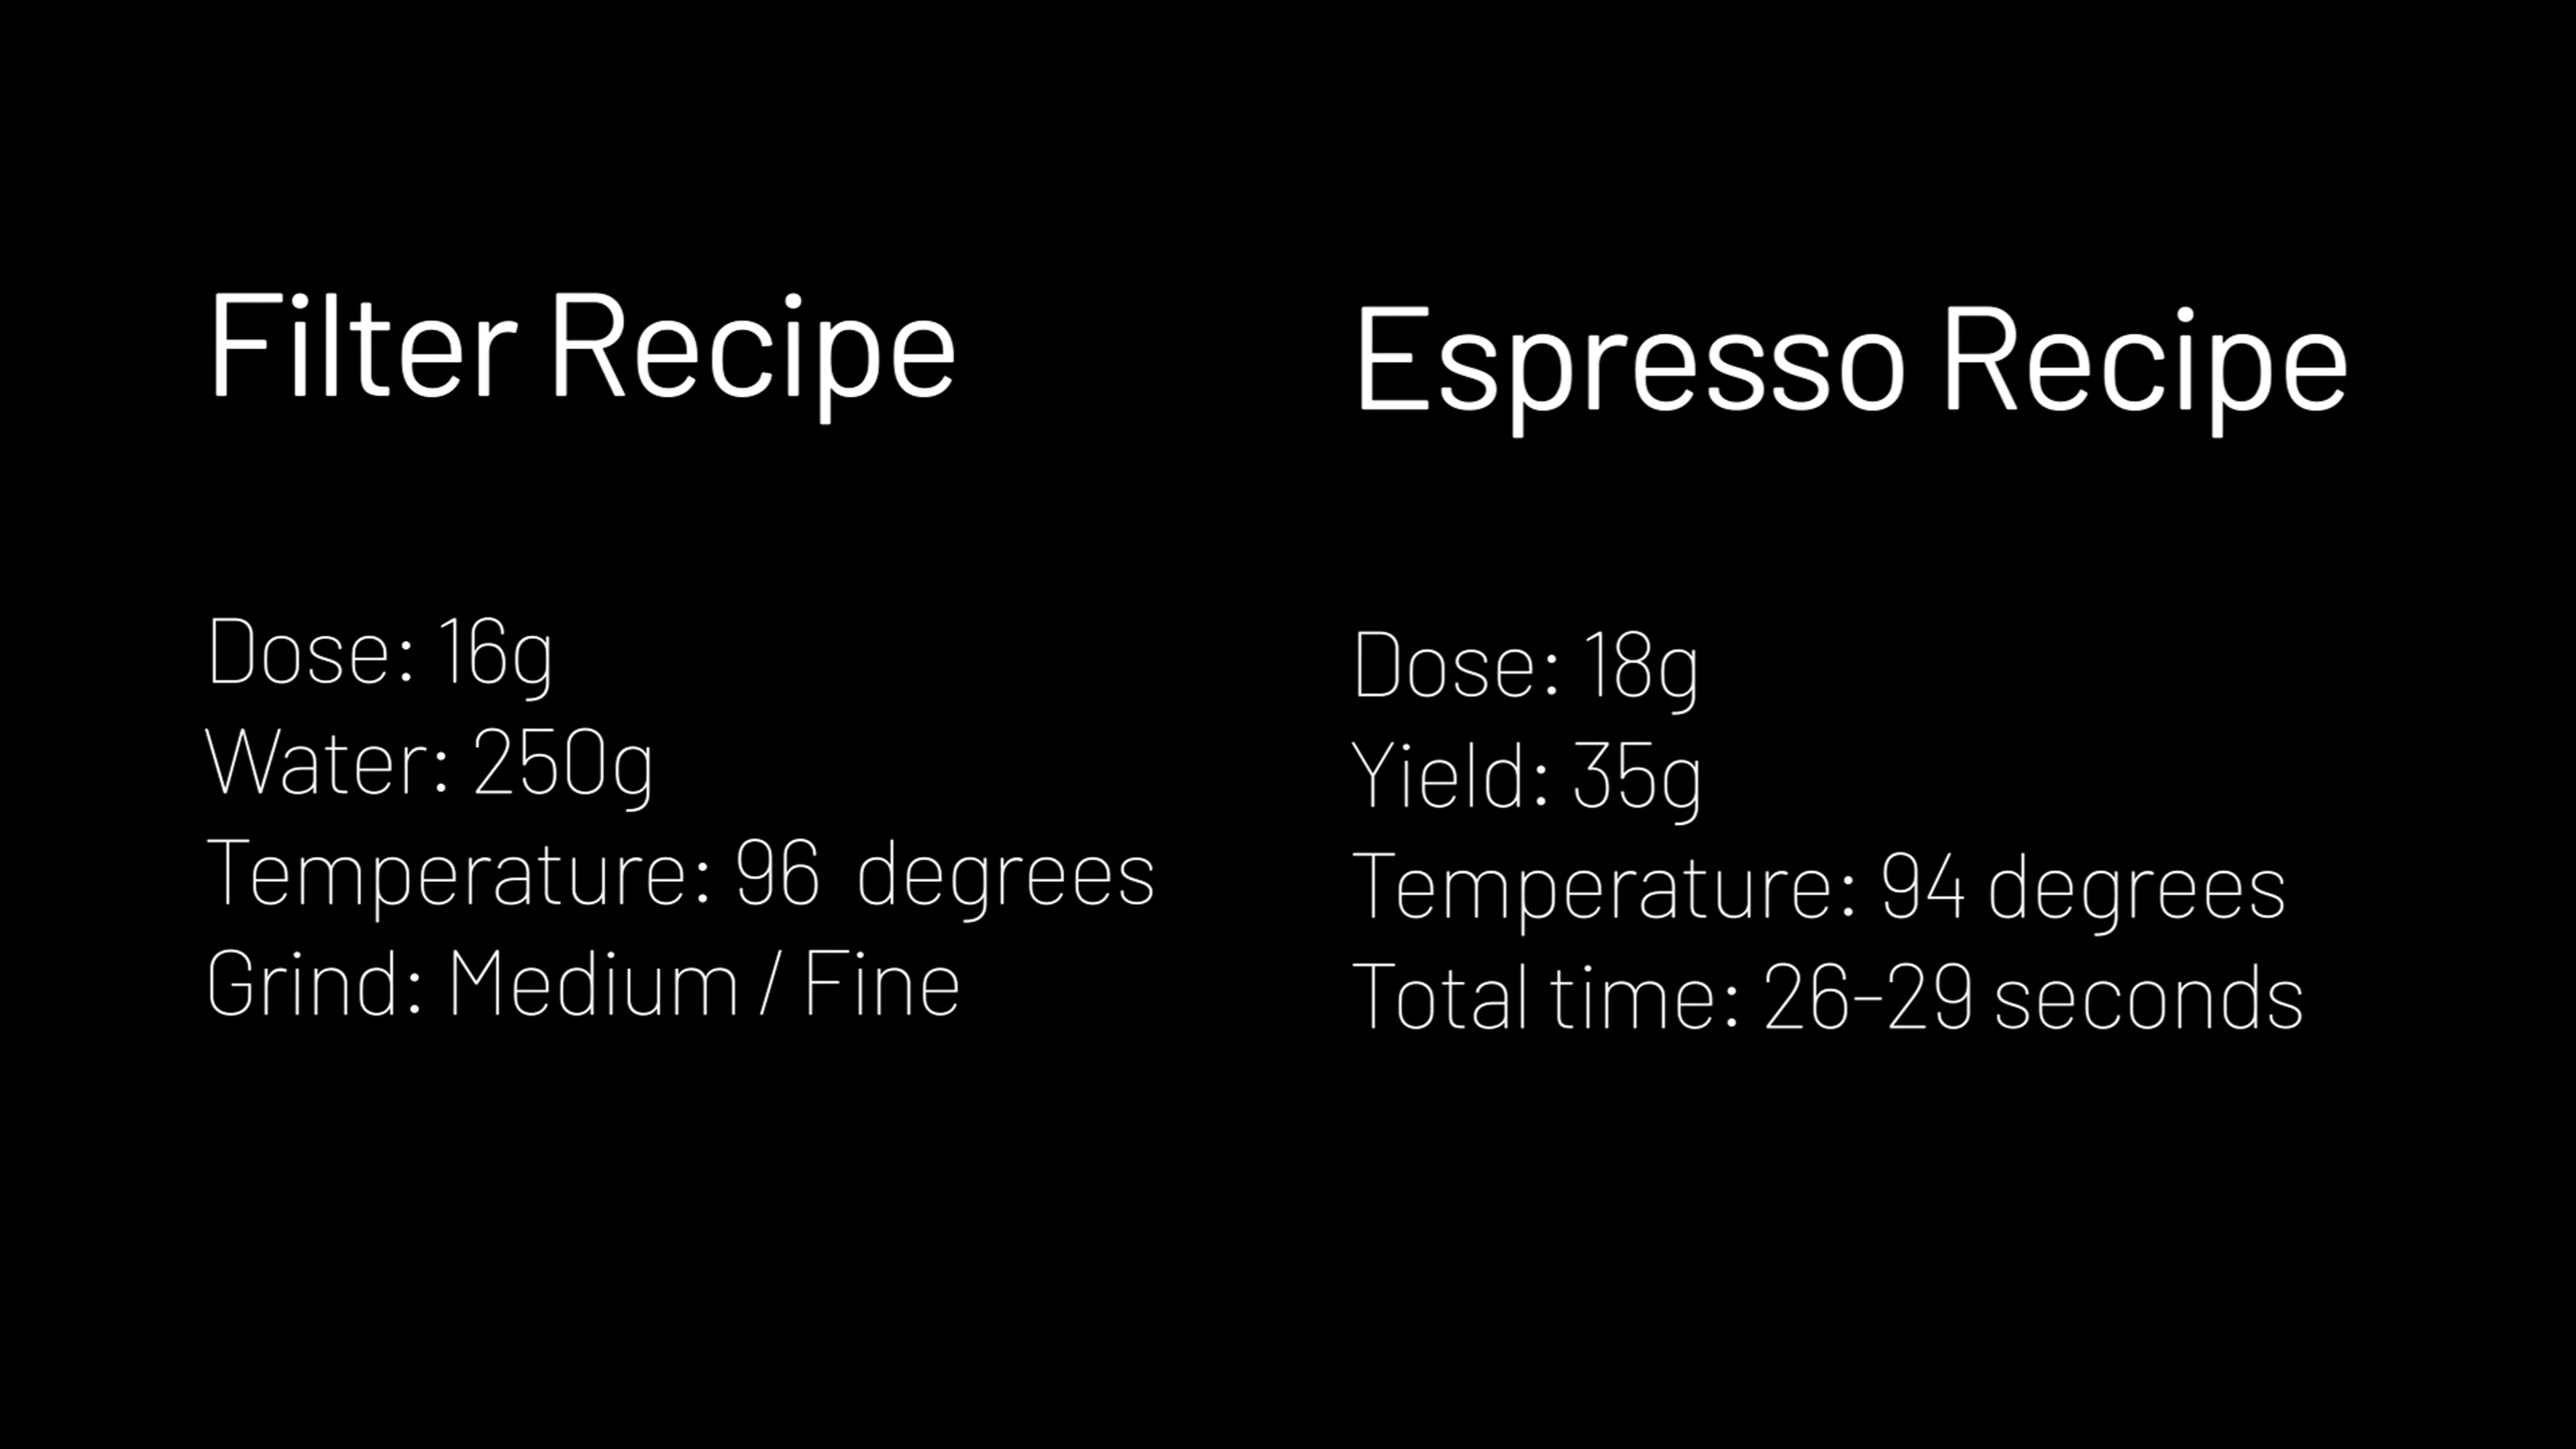 Filter Recipe
Dose: 16g
Water: 250g
Temperature: 96  degrees
Grind: Medium / Fine
Espresso Recipe
Dose: 18g
Yield: 35g
Temperature: 94 degrees
Total time: 26-29 seconds